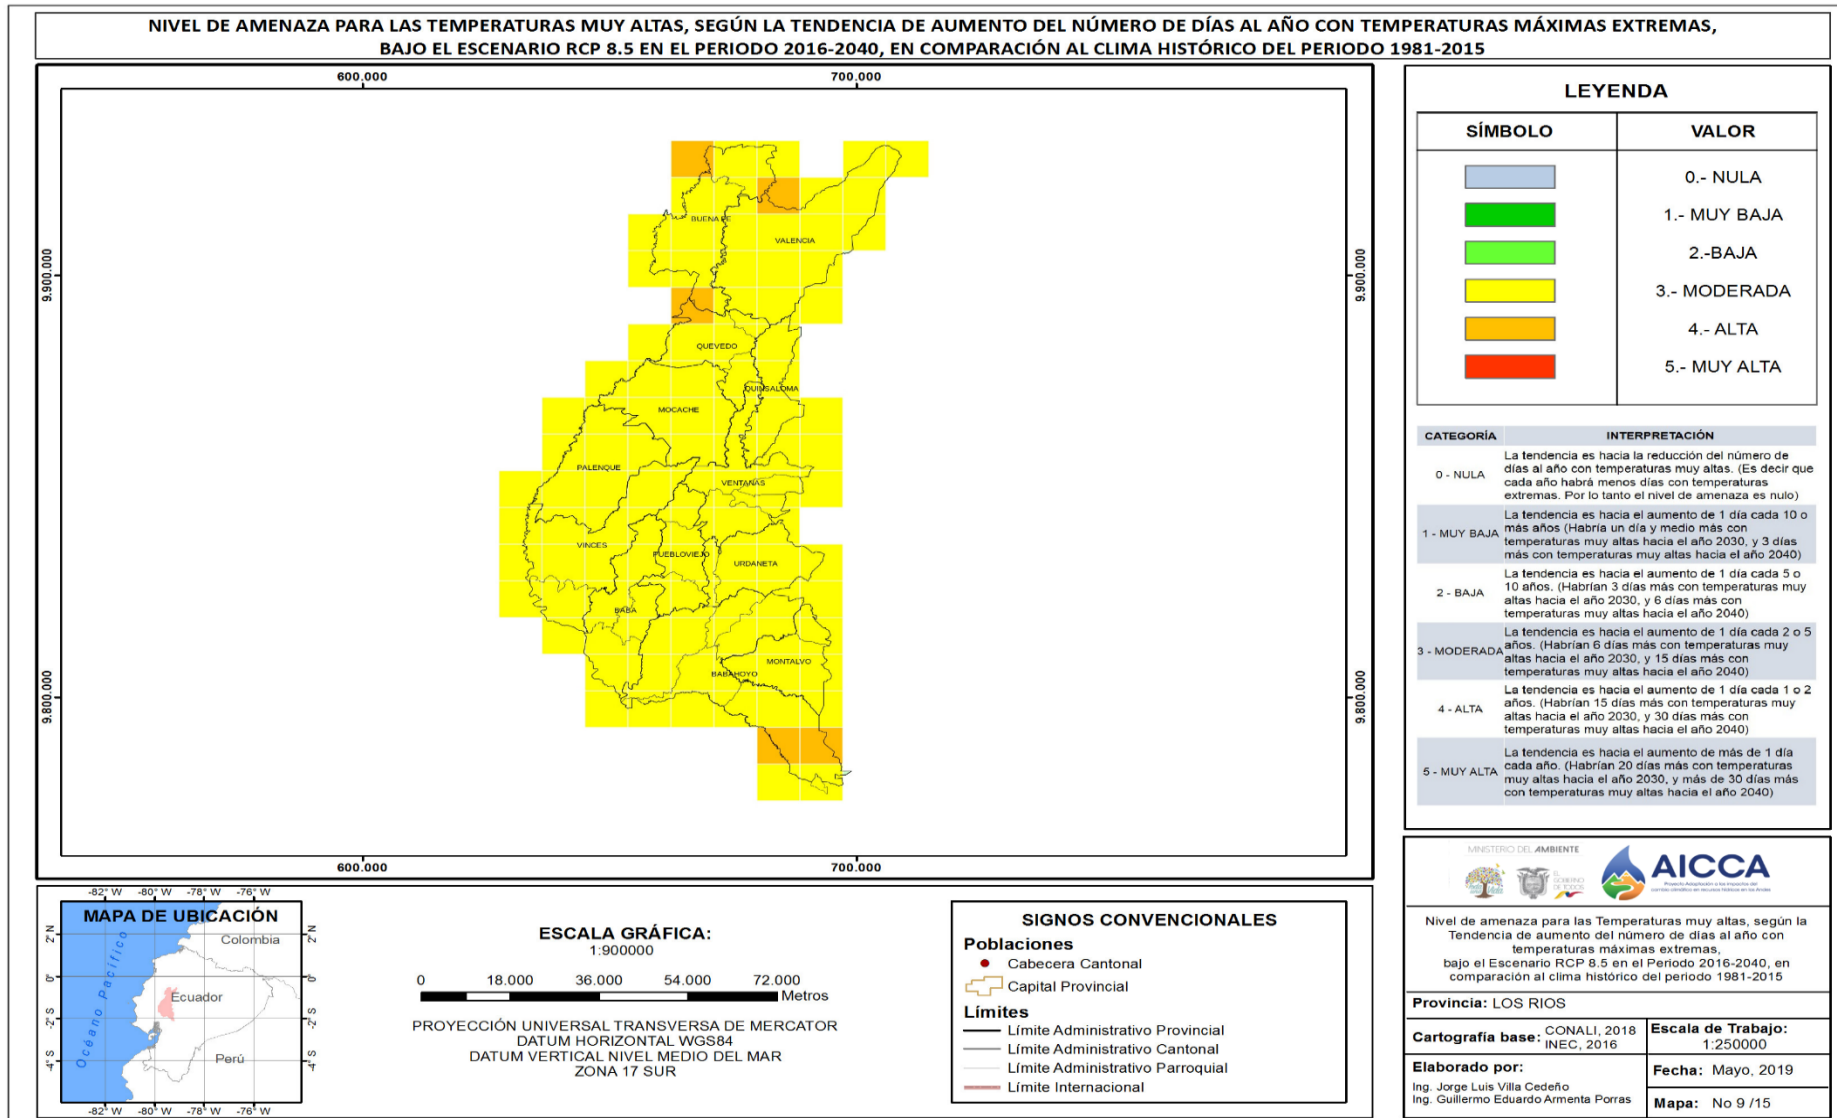 NIVEL DE AMENAZA PARA LAS TEMPERATURAS MUY ALTAS, SEGÚN LA TENDENCIA DE AUMENTO DEL NÚMERO DE DÍAS AL AÑO CON TEMPERATURAS MÁXIMAS EXTREMAS,
BAJO EL ESCENARIO RCP 8.5 EN EL PERIODO 2016-2040, EN COMPARACIÓN AL CLIMA HISTÓRICO DEL PERIODO 1981-2015
600.000
700.000
9.900.000
9.900.000
9.800.000
9.800.000
BUENA FE
VALENCIA
QUEVEDO
QUINSALOMA
MOCACHE
PALENQUE
VENTANAS
VINCES
PUEBLOVIEJO
URDANETA
BABA
MONTALVO
BABAHOYO
600.000
700.000
LEYENDA
SÍMBOLO
VALOR
0.- NULA
1.- MUY BAJA
2.-BAJA
3.- MODERADA
4.- ALTA
5.- MUY ALTA
CATEGORÍA
INTERPRETACIÓN
0 - NULA
La tendencia es hacia la reducción del número de
días al año con temperaturas muy altas. (Es decir que
cada año habrá menos días con temperaturas
extremas. Por lo tanto el nivel de amenaza es nulo)
1 - MUY BAJA
La tendencia es hacia el aumento de 1 día cada 10 o
más años (Habría un día y medio más con
temperaturas muy altas hacia el año 2030, y 3 días
más con temperaturas muy altas hacia el año 2040)
2 - BAJA
La tendencia es hacia el aumento de 1 día cada 5 o
10 años. (Habrían 3 días más con temperaturas muy
altas hacia el año 2030, y 6 días más con
temperaturas muy altas hacia el año 2040)
3 - MODERADA
La tendencia es hacia el aumento de 1 día cada 2 o 5
años. (Habrían 6 días más con temperaturas muy
altas hacia el año 2030, y 15 días más con
temperaturas muy altas hacia el año 2040)
4 - ALTA
La tendencia es hacia el aumento de 1 día cada 1 o 2
años. (Habrían 15 días más con temperaturas muy
altas hacia el año 2030, y 30 días más con
temperaturas muy altas hacia el año 2040)
5 - MUY ALTA
La tendencia es hacia el aumento de más de 1 día
cada año. (Habrían 20 días más con temperaturas
muy altas hacia el año 2030, y más de 30 días más
con temperaturas muy altas hacia el año 2040)
MAPA DE UBICACIÓN
-82° W -80° W -78° W -76° W
2°N
0°
-2°S
-4°S
2°N
0°
-2°S
-4°S
Océano Pacífico
Colombia
Ecuador
Perú
-82° W -80° W -78° W -76° W
ESCALA GRÁFICA:
1:900000
0 18.000 36.000 54.000 72.000
Metros
PROYECCIÓN UNIVERSAL TRANSVERSA DE MERCATOR
DATUM HORIZONTAL WGS84
DATUM VERTICAL NIVEL MEDIO DEL MAR
ZONA 17 SUR
SIGNOS CONVENCIONALES
Poblaciones
Cabecera Cantonal
Capital Provincial
Límites
Límite Administrativo Provincial
Límite Administrativo Cantonal
Límite Administrativo Parroquial
Límite Internacional
MINISTERIO DEL AMBIENTE
EL GOBIERNO DE TODOS
AICCA
Proyecto Adaptación a los impactos del
cambio climático en recursos hídricos en los Andes
Nivel de amenaza para las Temperaturas muy altas, según la
Tendencia de aumento del número de días al año con
temperaturas máximas extremas,
bajo el Escenario RCP 8.5 en el Periodo 2016-2040, en
comparación al clima histórico del periodo 1981-2015
Provincia: LOS RIOS
Cartografía base: CONALI, 2018
INEC, 2016
Escala de Trabajo:
1:250000
Elaborado por:
Ing. Jorge Luis Villa Cedeño
Ing. Guillermo Eduardo Armenta Porras
Fecha: Mayo, 2019
Mapa: No 9 /15